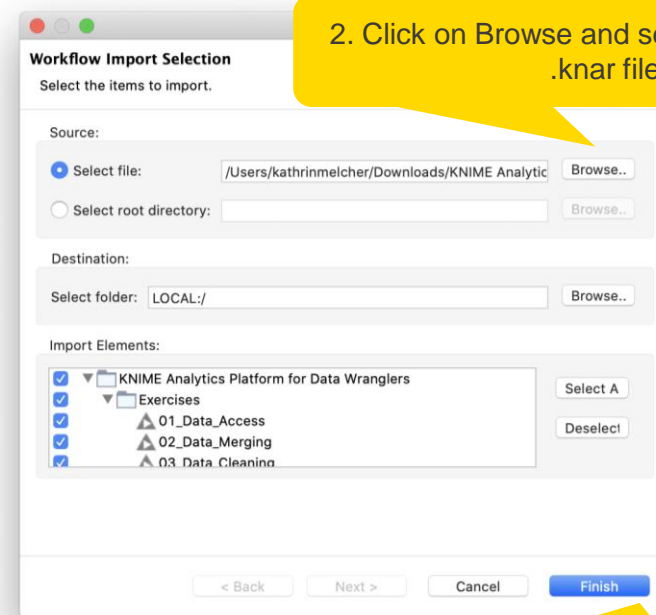 2. Click on Browse and se
.knar file
Workflow Import Selection
Select the items to import.
Source:
Select file: /Users/kathrinmelcher/Downloads/KNIME Analytic Browse..
Select root directory: Browse..
Destination:
Select folder: LOCAL:/ Browse..
Import Elements:
KNIME Analytics Platform for Data Wranglers
Select A
Exercises
01_Data_Access
Deselect
02_Data_Merging
03_Data_Cleaning
< Back Next > Cancel Finish